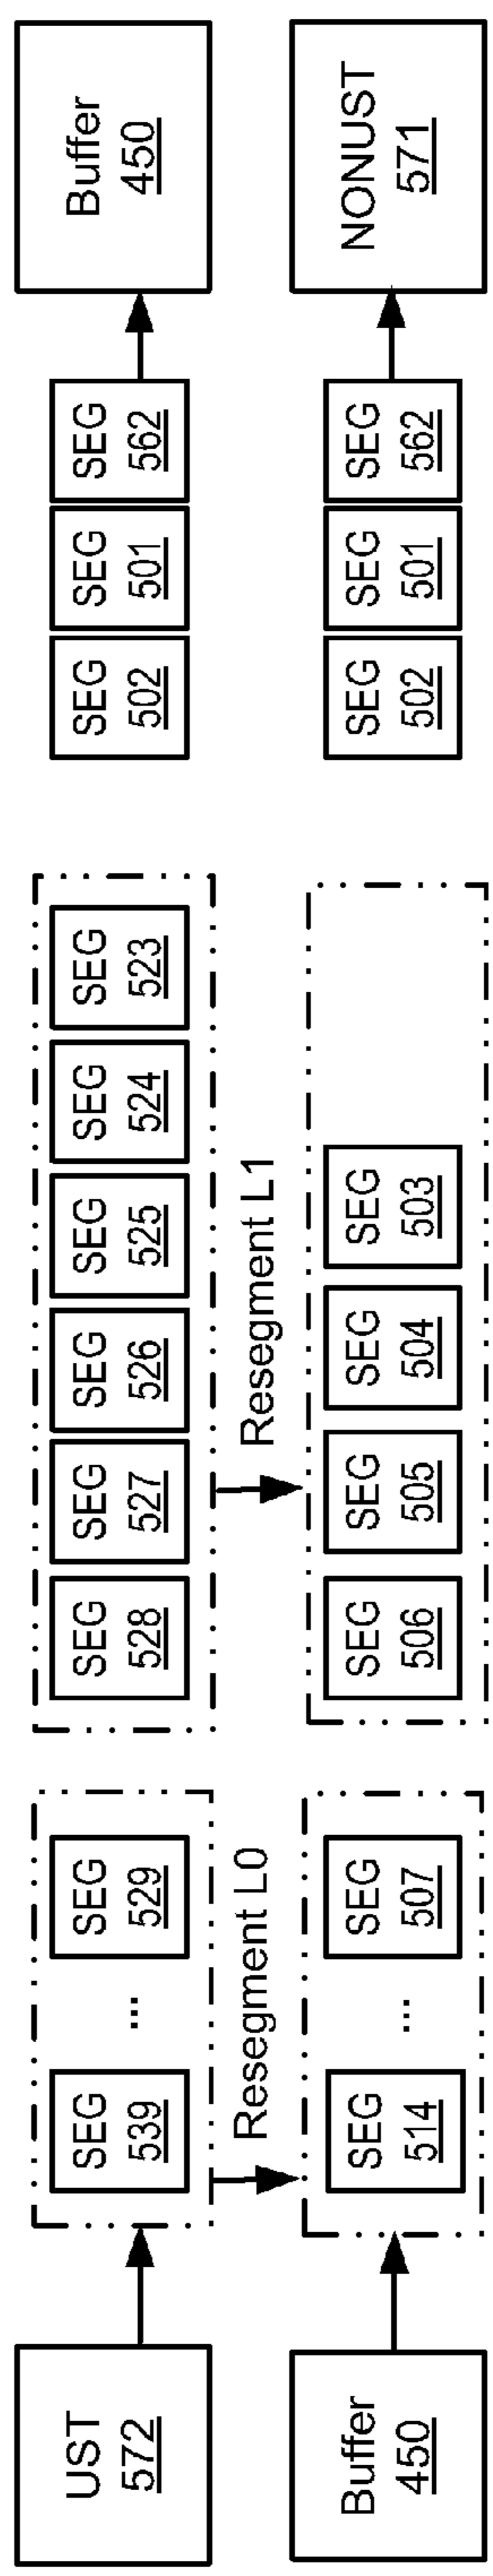 UST
572
SEG
539
...
SEG
529
SEG
528
SEG
527
SEG
526
SEG
525
SEG
524
SEG
523
SEG
502
SEG
501
SEG
562
Buffer
450
Resegment L0
Resegment L1
Buffer
450
SEG
514
...
SEG
507
SEG
506
SEG
505
SEG
504
SEG
503
SEG
502
SEG
501
SEG
562
NONUST
571